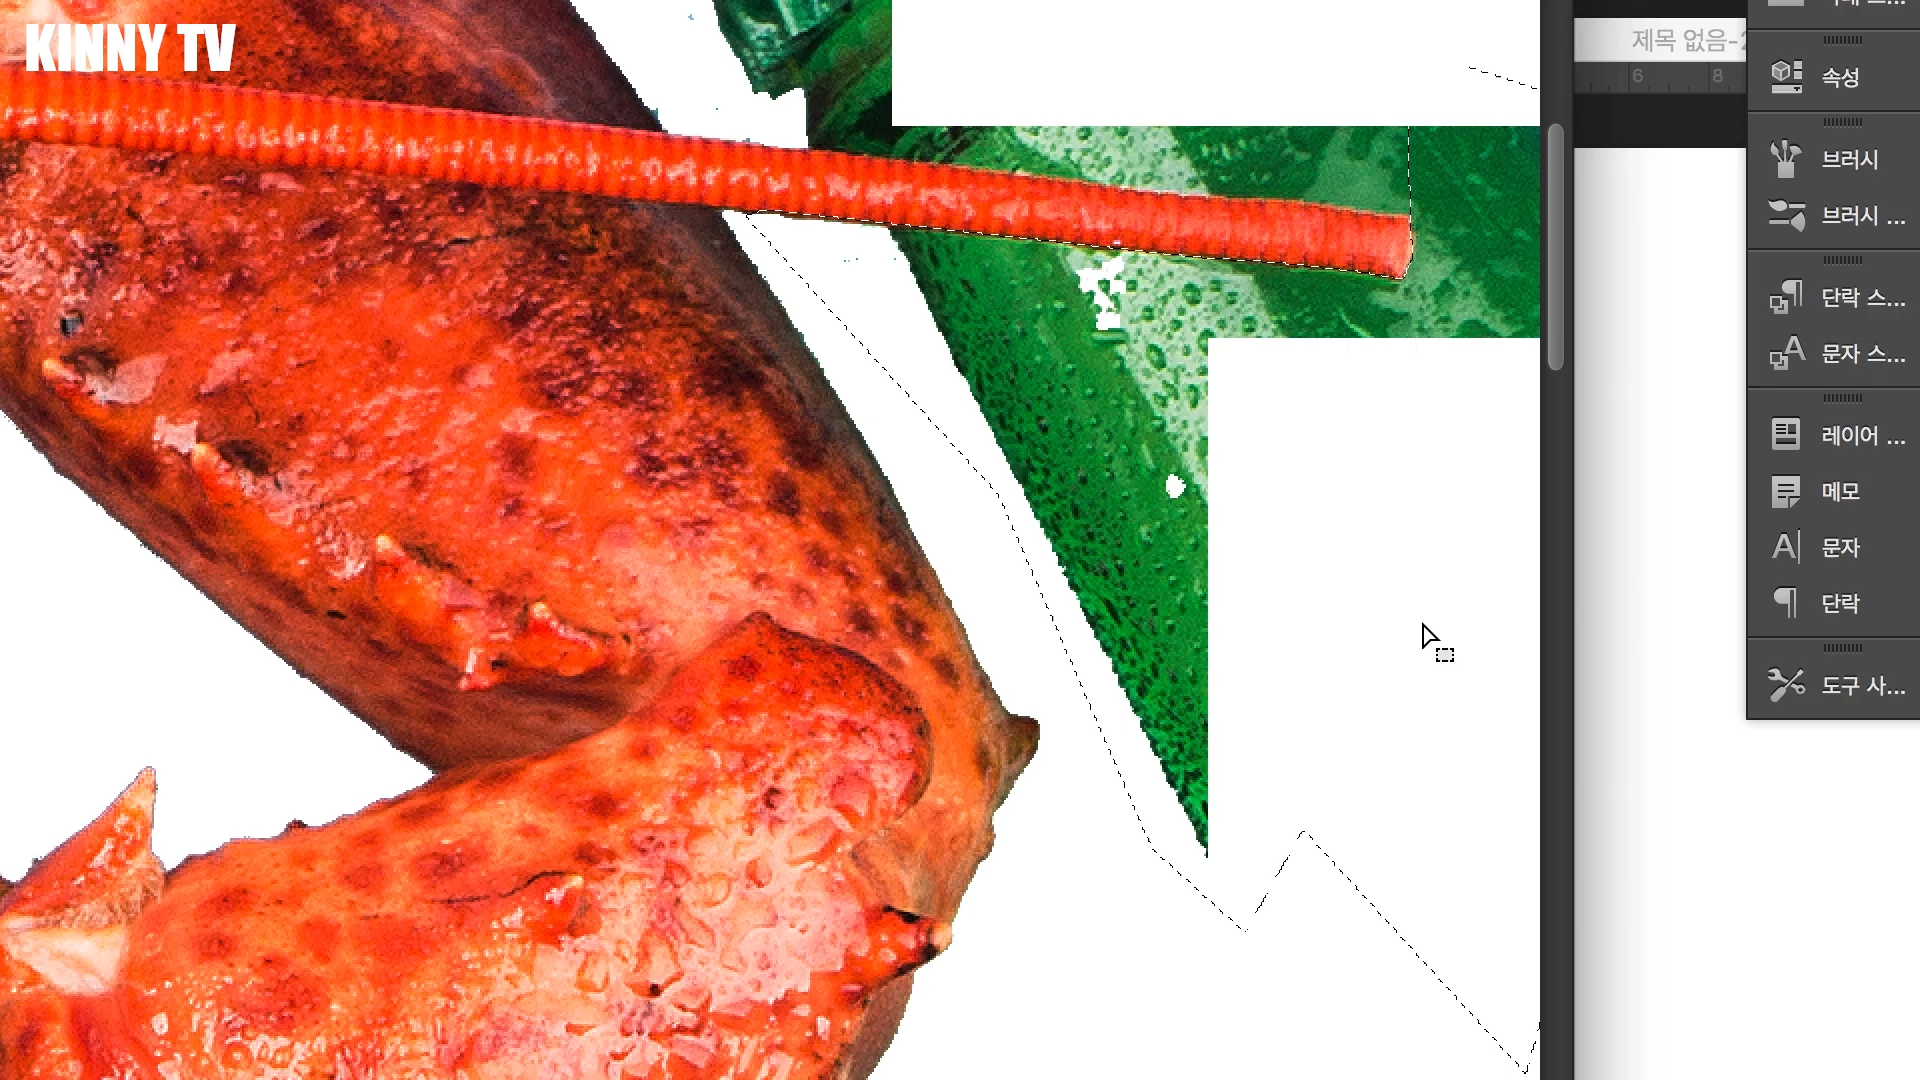 KINNY TV
제목 없음-2
6 8
속성
브러시
브러시 ...
단락 스...
문자 스...
레이어 ...
메모
문자
단락
도구 사...